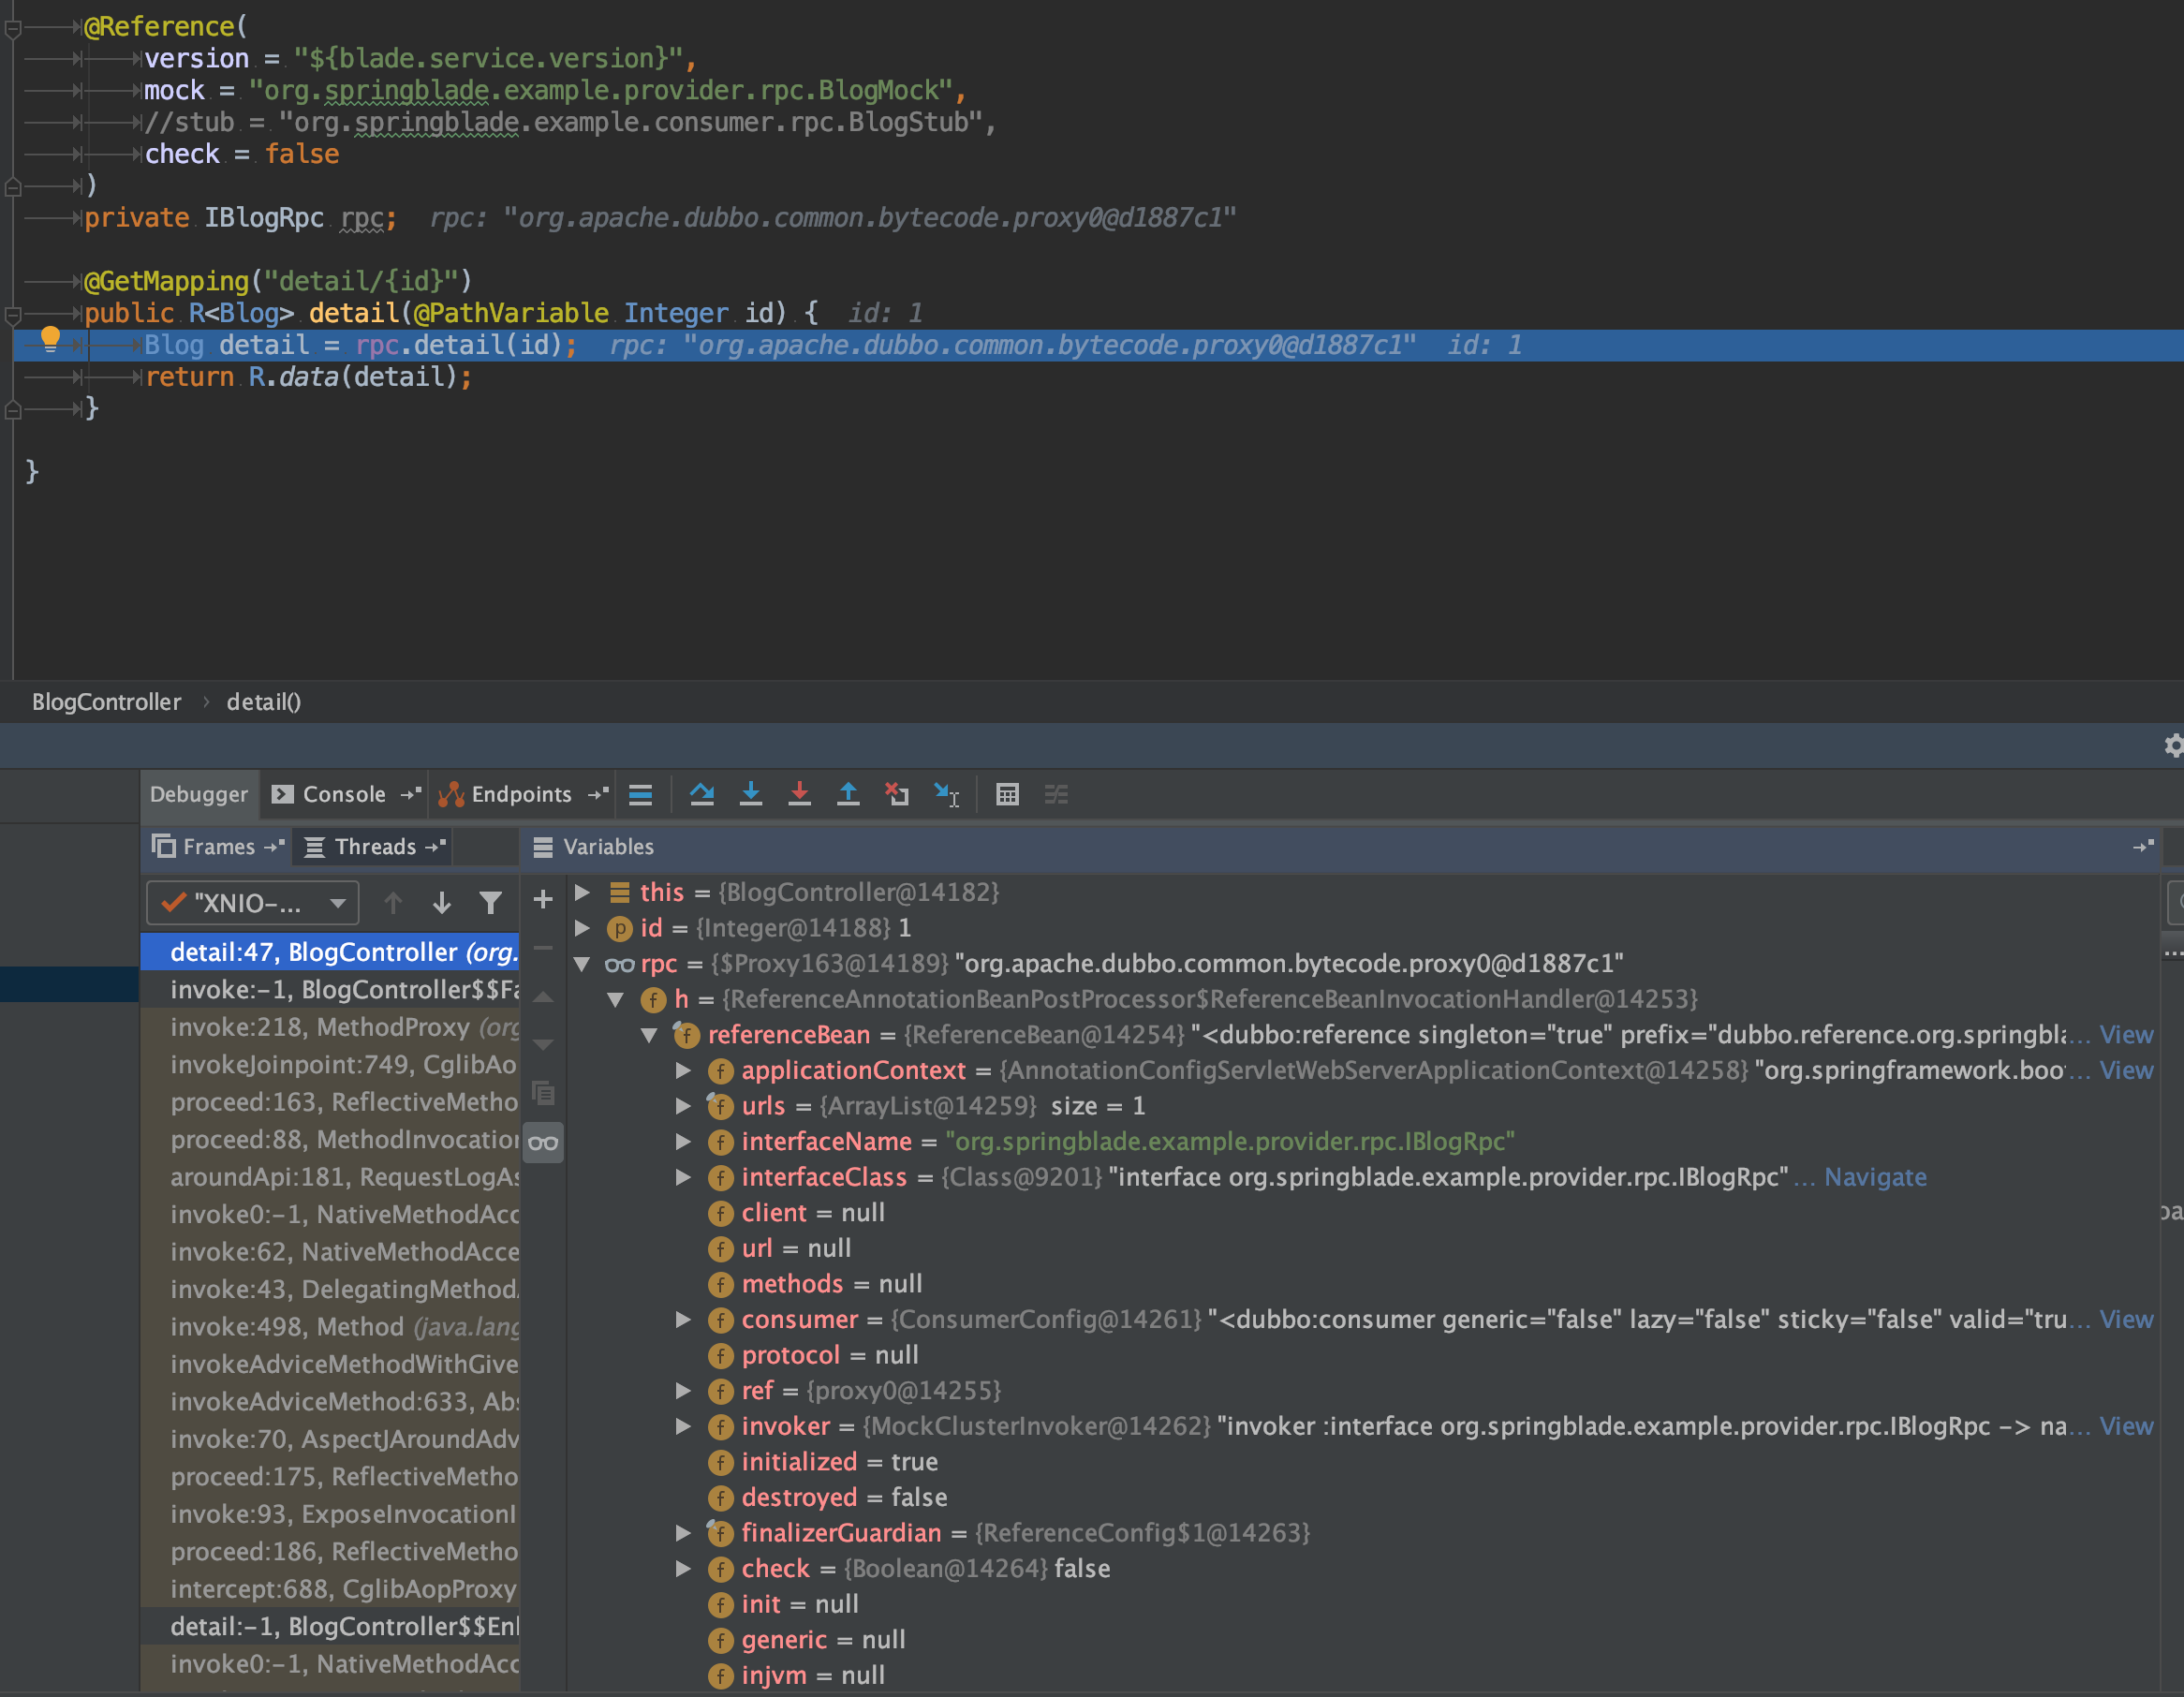 @Reference(
version = "${blade.service.version}",
mock = "org.springblade.example.provider.rpc.BlogMock",
//stub = "org.springblade.example.consumer.rpc.BlogStub",
check = false
)
private IBlogRpc rpc; rpc: "org.apache.dubbo.common.bytecode.proxy0@d1887c1"
@GetMapping("detail/{id}")
public R<Blog> detail(@PathVariable Integer id) { id: 1
Blog detail = rpc.detail(id); rpc: "org.apache.dubbo.common.bytecode.proxy0@d1887c1" id: 1
return R.data(detail);
}
}
BlogController › detail()
Debugger Console Endpoints
Frames Threads
"XNIO-...
detail:47, BlogController (org.
invoke:-1, BlogController$$Fa
invoke:218, MethodProxy (org
invokeJoinpoint:749, CglibAo
proceed:163, ReflectiveMetho
proceed:88, MethodInvocation
aroundApi:181, RequestLogAs
invoke0:-1, NativeMethodAcc
invoke:62, NativeMethodAcce
invoke:43, DelegatingMethodA
invoke:498, Method (java.lang
invokeAdviceMethodWithGive
invokeAdviceMethod:633, Abs
invoke:70, AspectJAroundAdv
proceed:175, ReflectiveMetho
invoke:93, ExposeInvocationI
proceed:186, ReflectiveMetho
intercept:688, CglibAopProxy
detail:-1, BlogController$$Enh
invoke0:-1, NativeMethodAcc
Variables
this = {BlogController@14182}
id = {Integer@14188} 1
rpc = {$Proxy163@14189} "org.apache.dubbo.common.bytecode.proxy0@d1887c1"
h = {ReferenceAnnotationBeanPostProcessor$ReferenceBeanInvocationHandler@14253}
referenceBean = {ReferenceBean@14254} "<dubbo:reference singleton="true" prefix="dubbo.reference.org.springbla... View
applicationContext = {AnnotationConfigServletWebServerApplicationContext@14258} "org.springframework.boo... View
urls = {ArrayList@14259} size = 1
interfaceName = "org.springblade.example.provider.rpc.IBlogRpc"
interfaceClass = {Class@9201} "interface org.springblade.example.provider.rpc.IBlogRpc" ... Navigate
client = null
url = null
methods = null
consumer = {ConsumerConfig@14261} "<dubbo:consumer generic="false" lazy="false" sticky="false" valid="tru... View
protocol = null
ref = {proxy0@14255}
invoker = {MockClusterInvoker@14262} "invoker :interface org.springblade.example.provider.rpc.IBlogRpc -> na... View
initialized = true
destroyed = false
finalizerGuardian = {ReferenceConfig$1@14263}
check = {Boolean@14264} false
init = null
generic = null
injvm = null